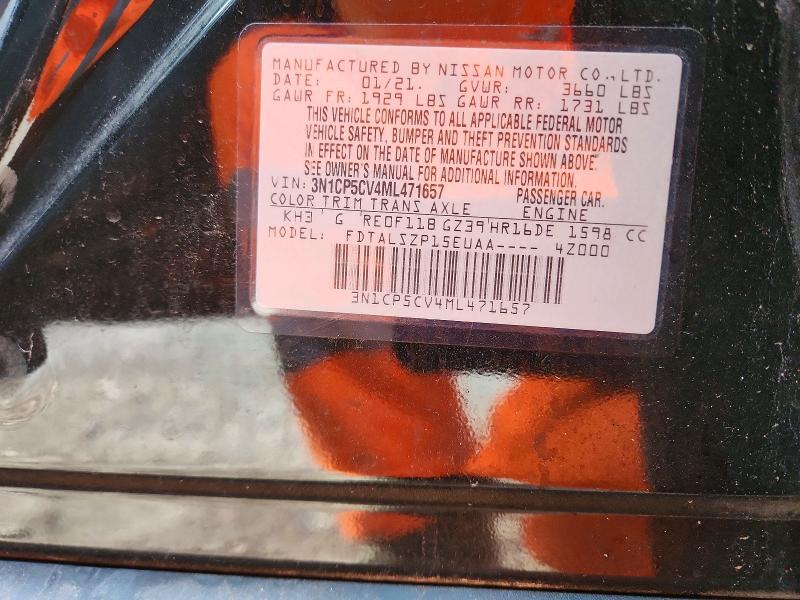 MANUFACTURED BY NISSAN MOTOR CO., LTD.
DATE: 01/21. GVWR: 3660 LBS
GAWR FR: 1929 LBS GAWR RR: 1731 LBS
THIS VEHICLE CONFORMS TO ALL APPLICABLE FEDERAL MOTOR
VEHICLE SAFETY, BUMPER AND THEFT PREVENTION STANDARDS
IN EFFECT ON THE DATE OF MANUFACTURE SHOWN ABOVE.
SEE OWNER'S MANUAL FOR ADDITIONAL INFORMATION.
VIN: 3N1CP5CV4ML471657 PASSENGER CAR.
COLOR TRIM TRANS AXLE ENGINE
KH3 G RE0F11B GZ39 HR16DE 1598 CC
MODEL: FDTALSZP15EUAA---- 4Z000
3N1CP5CV4ML471657